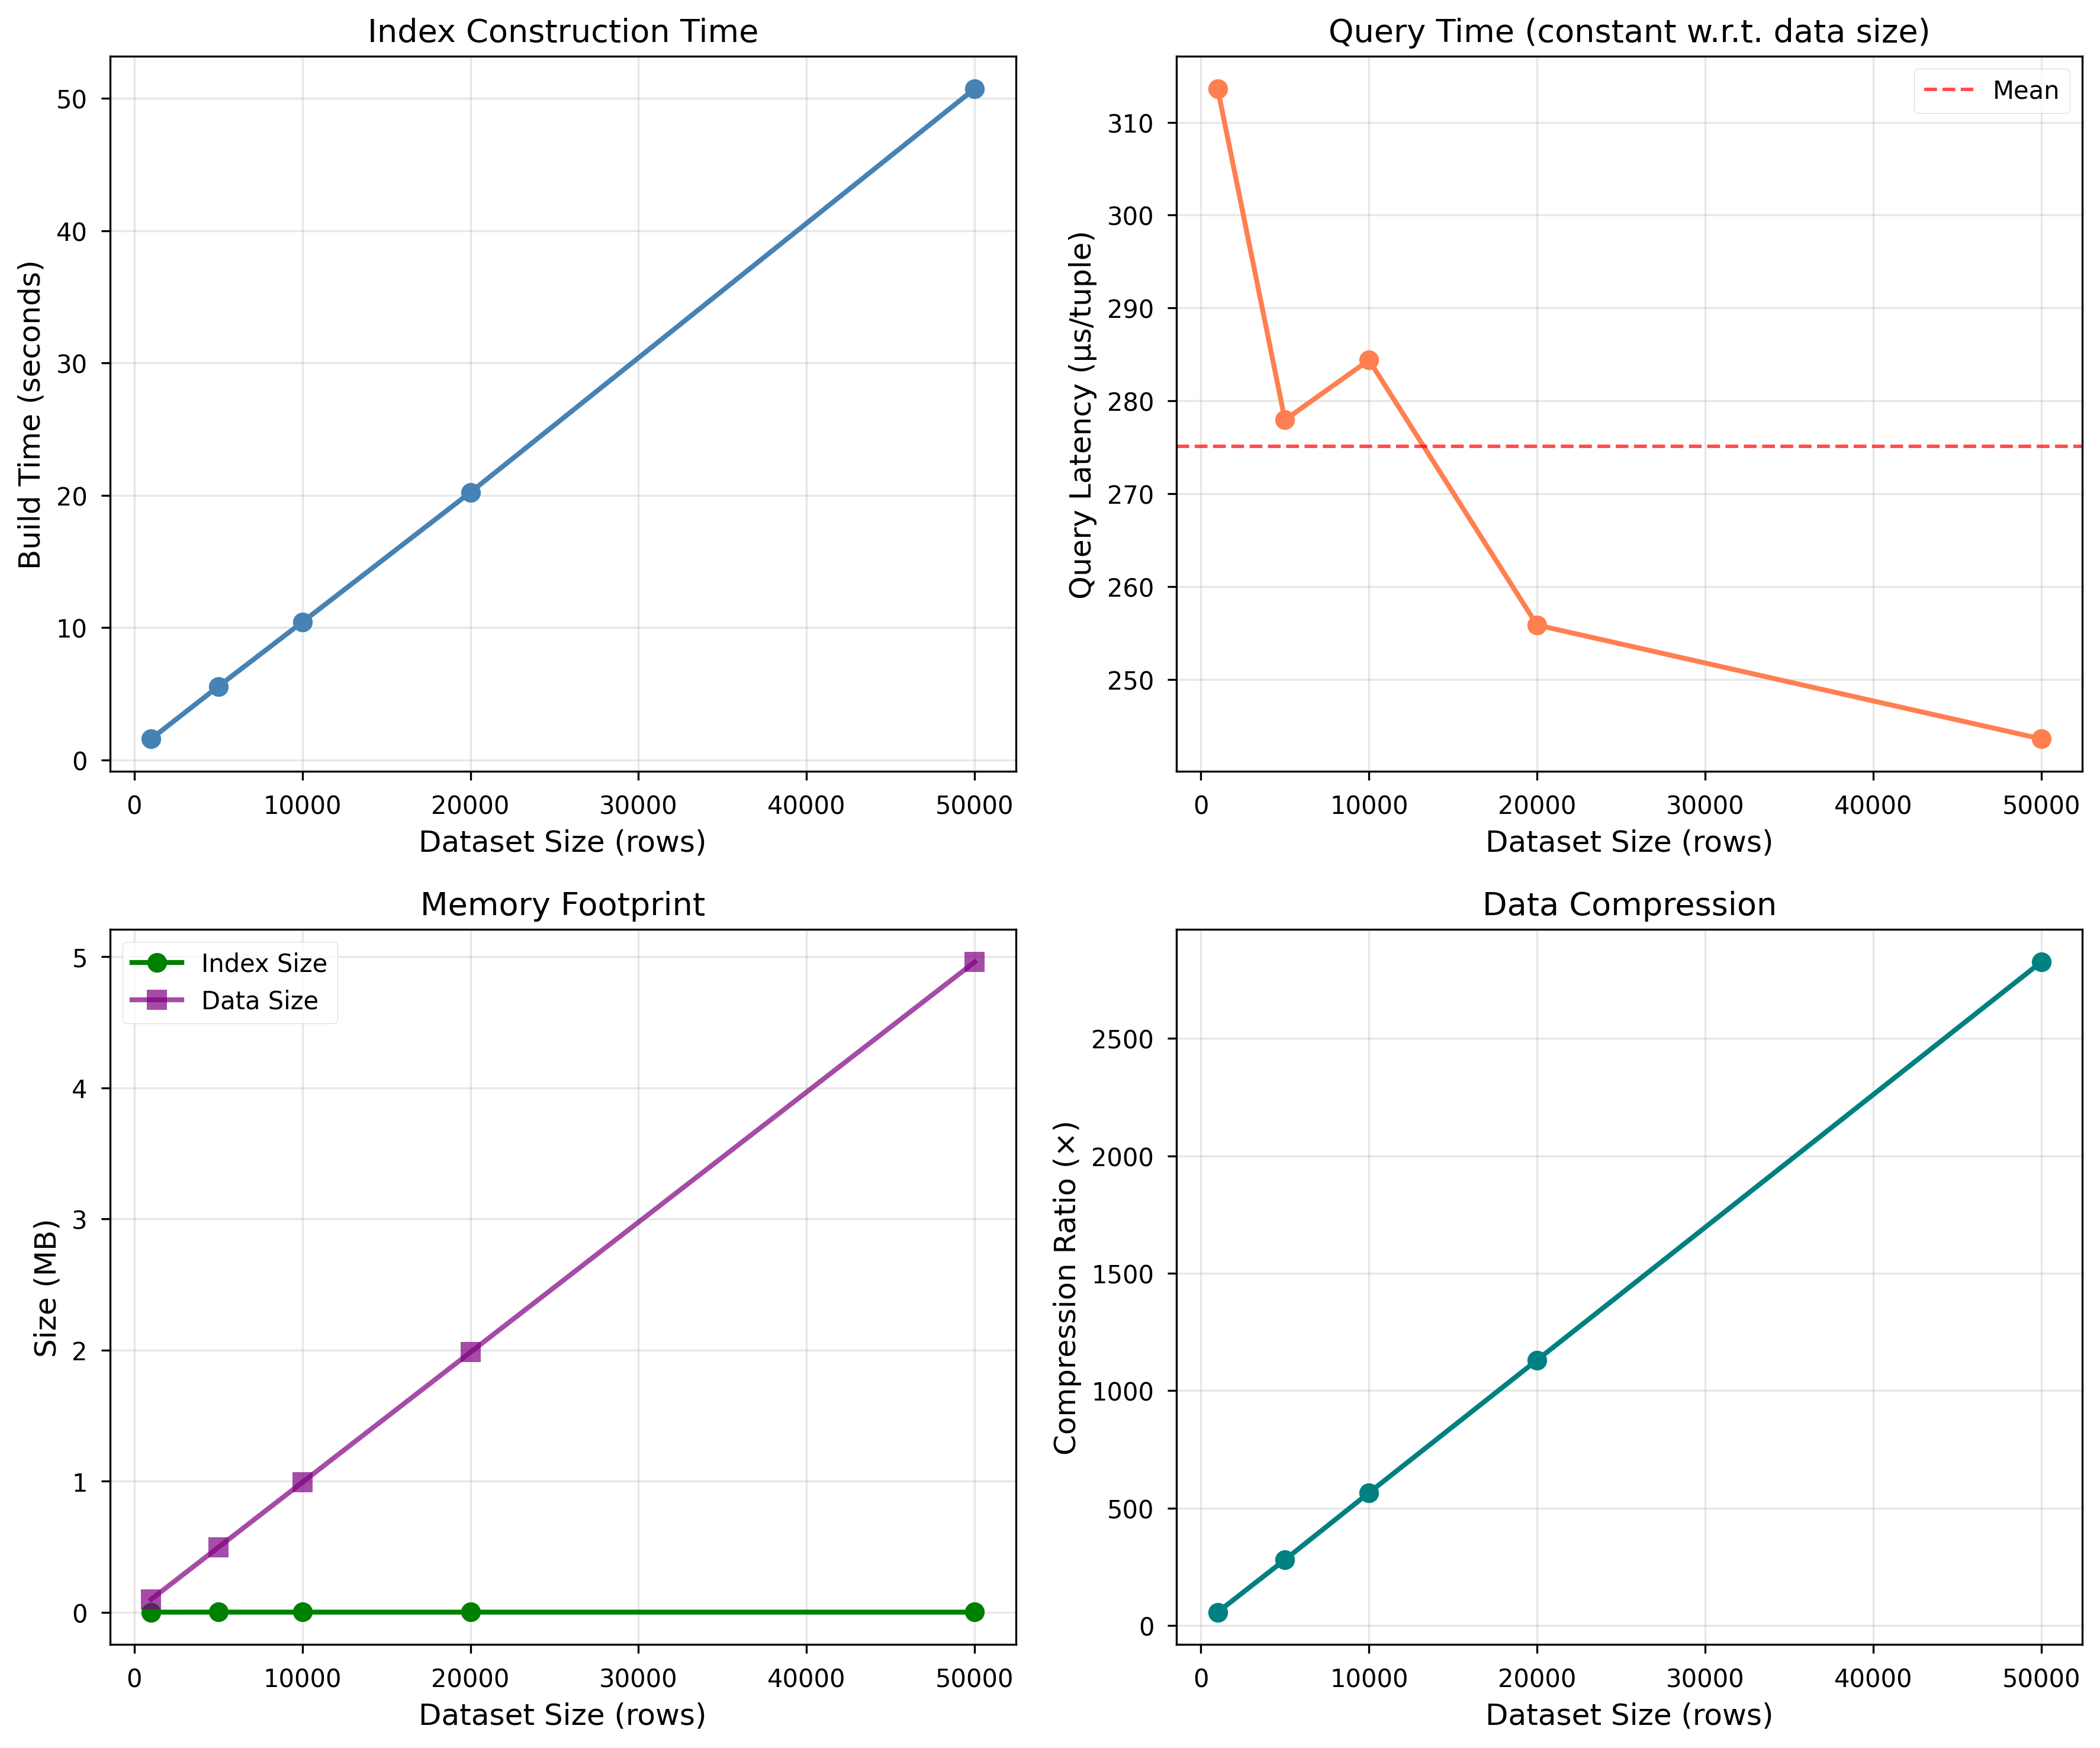 Index Construction Time
Build Time (seconds)
50
40
30
20
10
0
0 10000 20000 30000 40000 50000
Dataset Size (rows)
Query Time (constant w.r.t. data size)
Mean
Query Latency (μs/tuple)
310
300
290
280
270
260
250
0 10000 20000 30000 40000 50000
Dataset Size (rows)
Memory Footprint
Index Size
Data Size
Size (MB)
5
4
3
2
1
0
0 10000 20000 30000 40000 50000
Dataset Size (rows)
Data Compression
Compression Ratio (×)
2500
2000
1500
1000
500
0
0 10000 20000 30000 40000 50000
Dataset Size (rows)